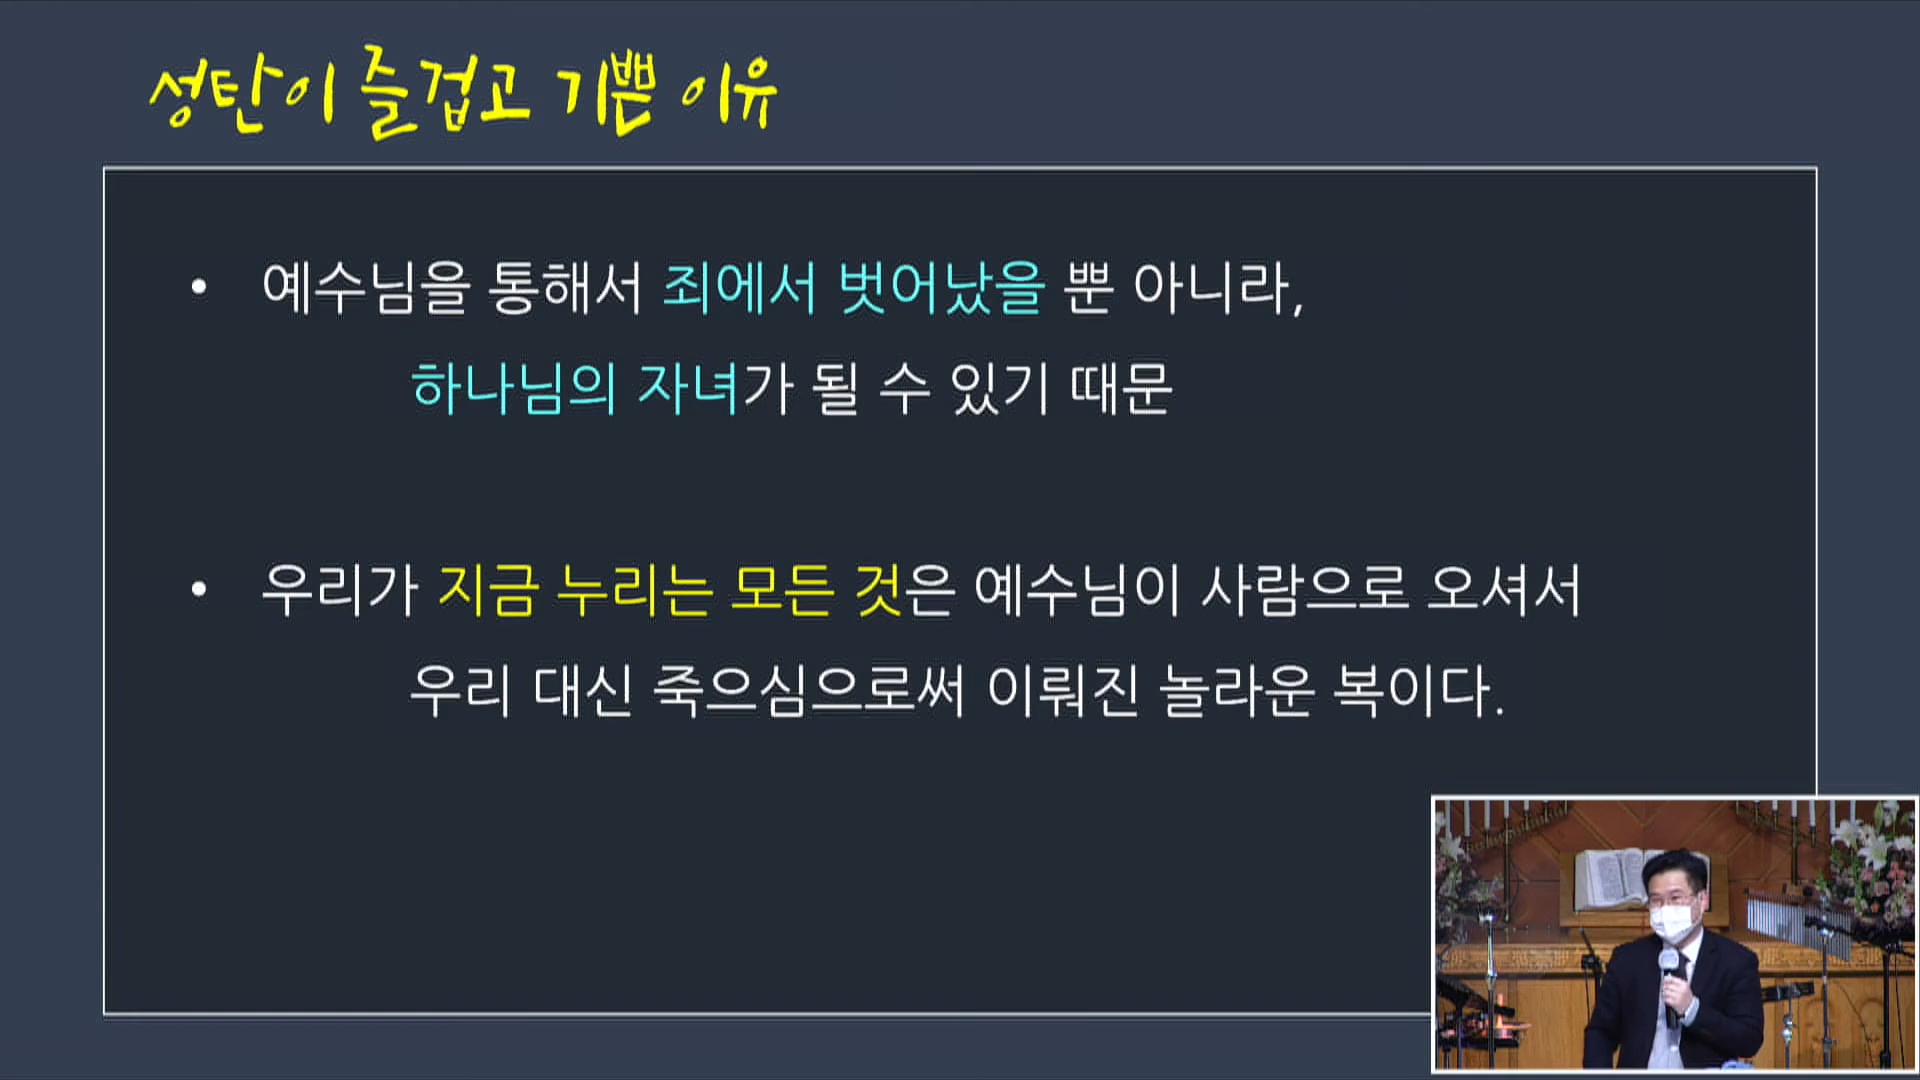 성탄이 즐겁고 기쁜 이유
• 예수님을 통해서 죄에서 벗어났을 뿐 아니라,
하나님의 자녀가 될 수 있기 때문
• 우리가 지금 누리는 모든 것은 예수님이 사람으로 오셔서
우리 대신 죽으심으로써 이뤄진 놀라운 복이다.